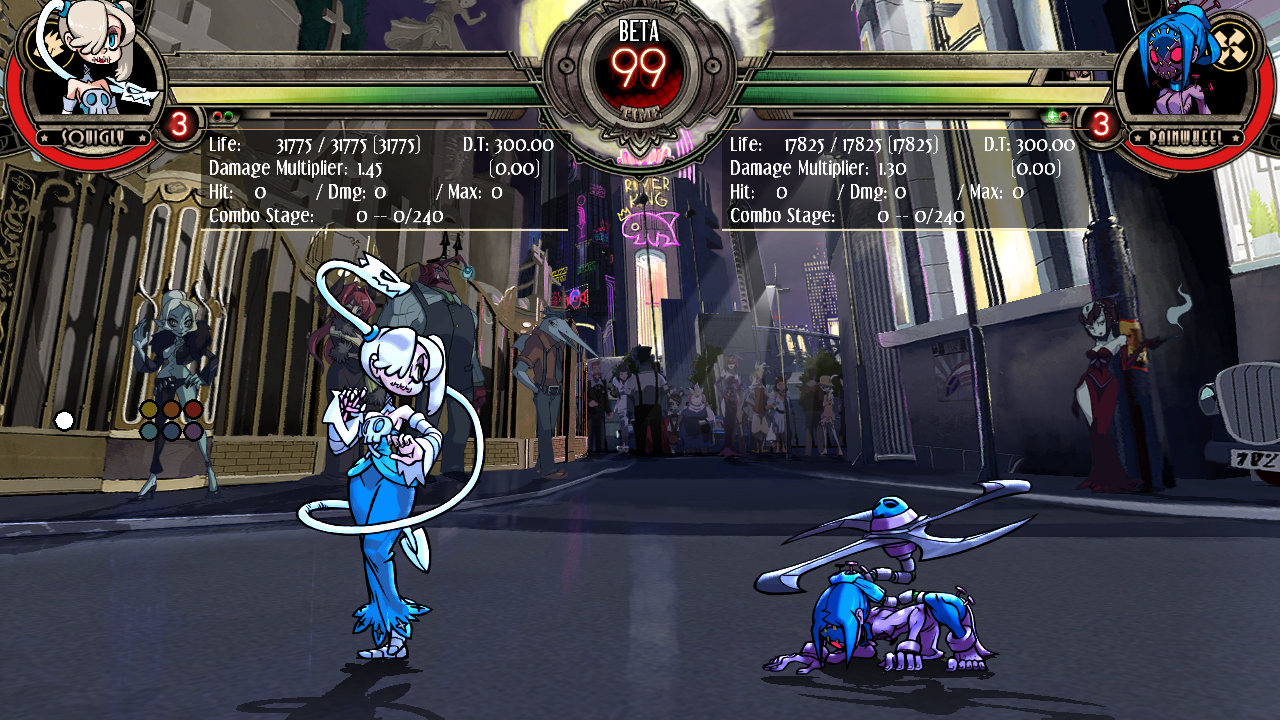 BETA
99
TIME
SQUIGLY
3
3
PAINWHEEL
Life: 31775 / 31775 [31775] D.T: 300.00
Damage Multiplier: 1.45 [0.00]
Hit: 0 / Dmg: 0 / Max: 0
Combo Stage: 0 -- 0/240
Life: 17825 / 17825 [17825] D.T: 300.00
Damage Multiplier: 1.30 [0.00]
Hit: 0 / Dmg: 0 / Max: 0
Combo Stage: 0 -- 0/240
RIVER
KING